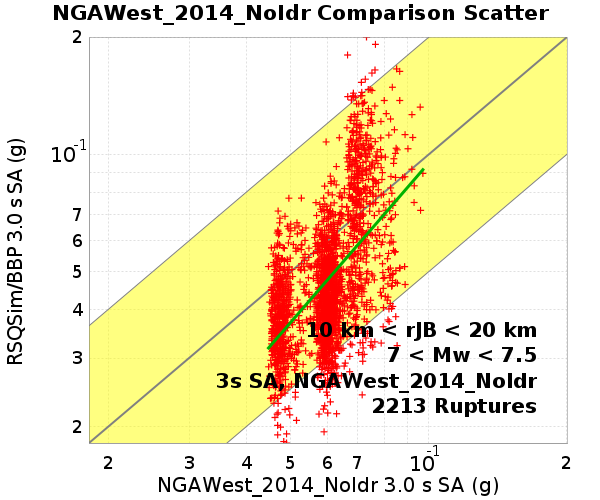 NGAWest_2014_NoIdr Comparison Scatter
RSQSim/BBP 3.0 s SA (g)
2
10-1
7
6
5
4
3
2
10 km < rJB < 20 km
7 < Mw < 7.5
3s SA, NGAWest_2014_NoIdr
2213 Ruptures
2 3 4 5 6 7 10-1 2
NGAWest_2014_NoIdr 3.0 s SA (g)